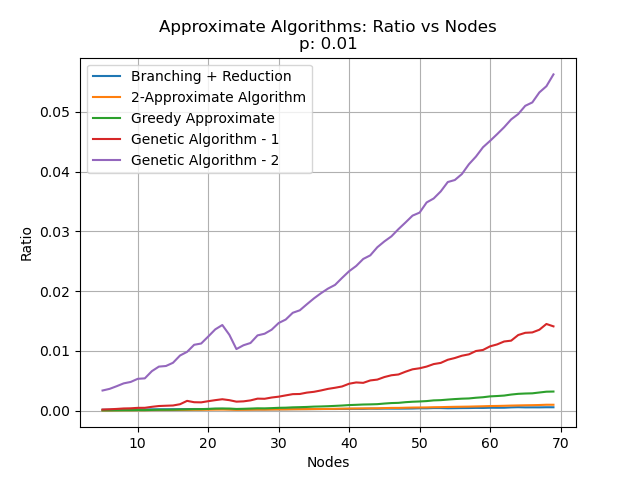 Approximate Algorithms: Ratio vs Nodes
p: 0.01
Branching + Reduction
2-Approximate Algorithm
Greedy Approximate
Genetic Algorithm - 1
Genetic Algorithm - 2
Ratio
0.05
0.04
0.03
0.02
0.01
0.00
10 20 30 40 50 60 70
Nodes